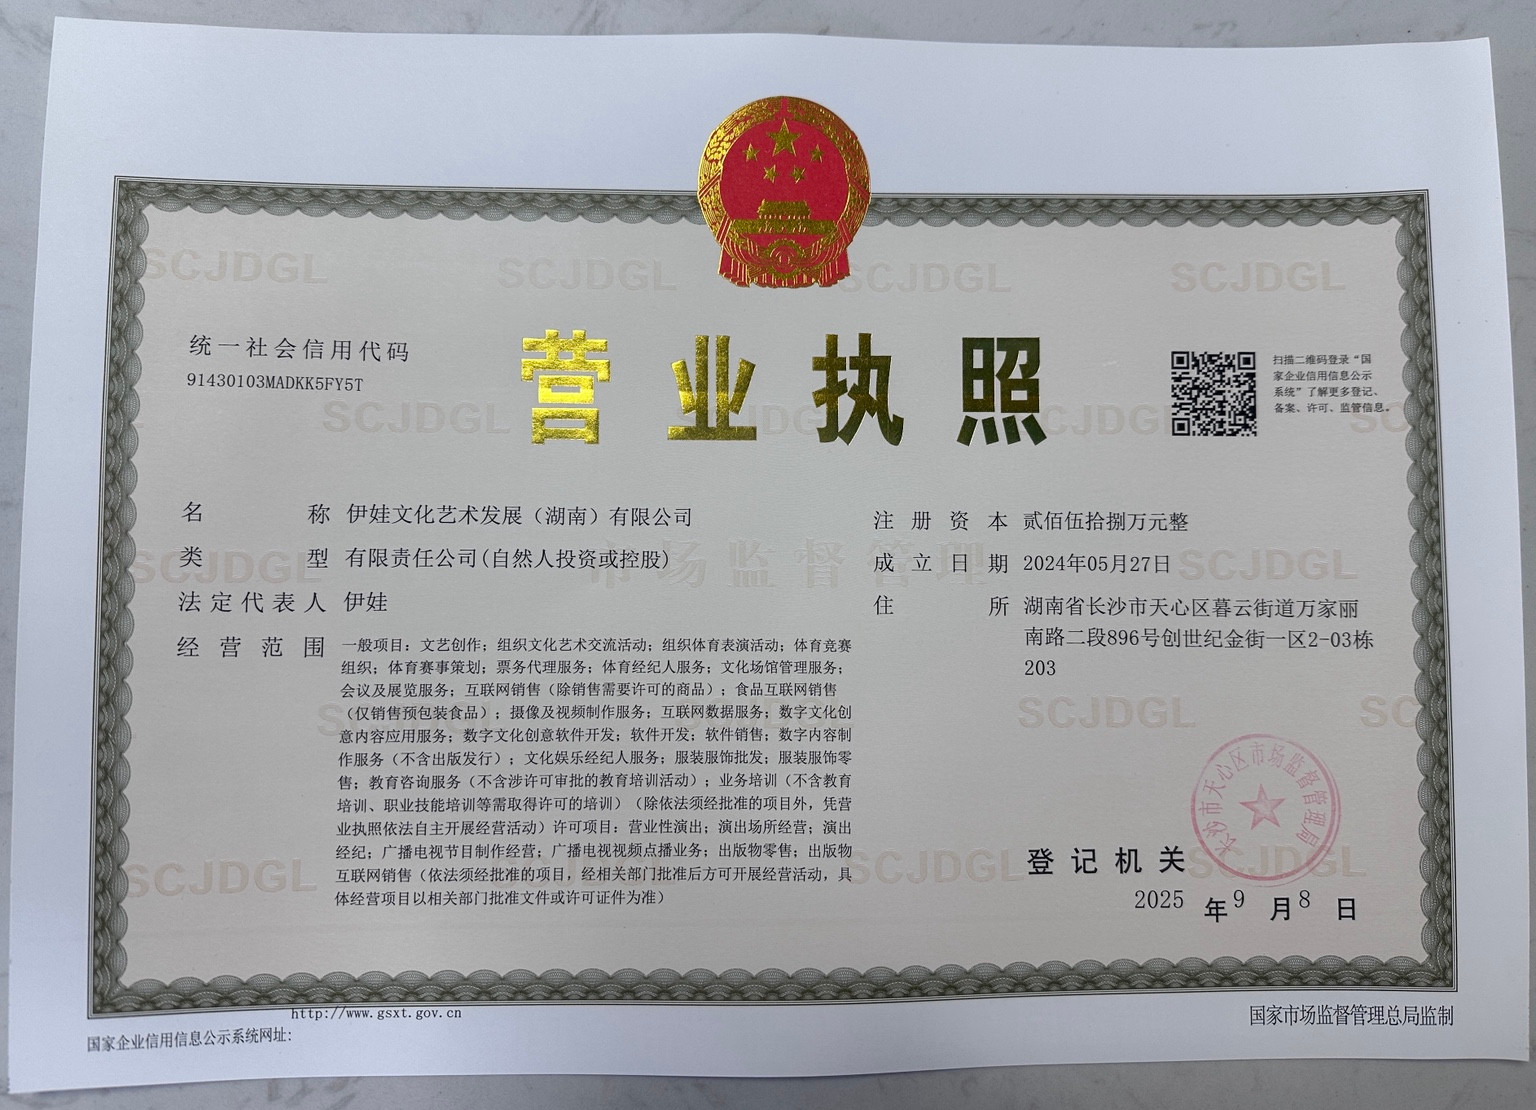 统一社会信用代码
91430103MADKK5FY5T
营业执照
扫描二维码登录“国
家企业信用信息公示
系统”了解更多登记、
备案、许可、监管信息。
名称 伊娃文化艺术发展（湖南）有限公司
类型 有限责任公司(自然人投资或控股)
法定代表人 伊娃
经营范围 一般项目：文艺创作；组织文化艺术交流活动；组织体育表演活动；体育竞赛
组织；体育赛事策划；票务代理服务；体育经纪人服务；文化场馆管理服务；
会议及展览服务；互联网销售（除销售需要许可的商品）；食品互联网销售
（仅销售预包装食品）；摄像及视频制作服务；互联网数据服务；数字文化创
意内容应用服务；数字文化创意软件开发；软件开发；软件销售；数字内容制
作服务（不含出版发行）；文化娱乐经纪人服务；服装服饰批发；服装服饰零
售；教育咨询服务（不含涉许可审批的教育培训活动）；业务培训（不含教育
培训、职业技能培训等需取得许可的培训）（除依法须经批准的项目外，凭营
业执照依法自主开展经营活动）许可项目：营业性演出；演出场所经营；演出
经纪；广播电视节目制作经营；广播电视视频点播业务；出版物零售；出版物
互联网销售（依法须经批准的项目，经相关部门批准后方可开展经营活动，具
体经营项目以相关部门批准文件或许可证件为准）
注册资本 贰佰伍拾捌万元整
成立日期 2024年05月27日
住所 湖南省长沙市天心区暮云街道万家丽
南路二段896号创世纪金街一区2-03栋
203
SCJDGL
市场监督管理
长沙市天心区市场监督管理局
登记机关
2025年9月8日
http://www.gsxt.gov.cn
国家企业信用信息公示系统网址:
国家市场监督管理总局监制